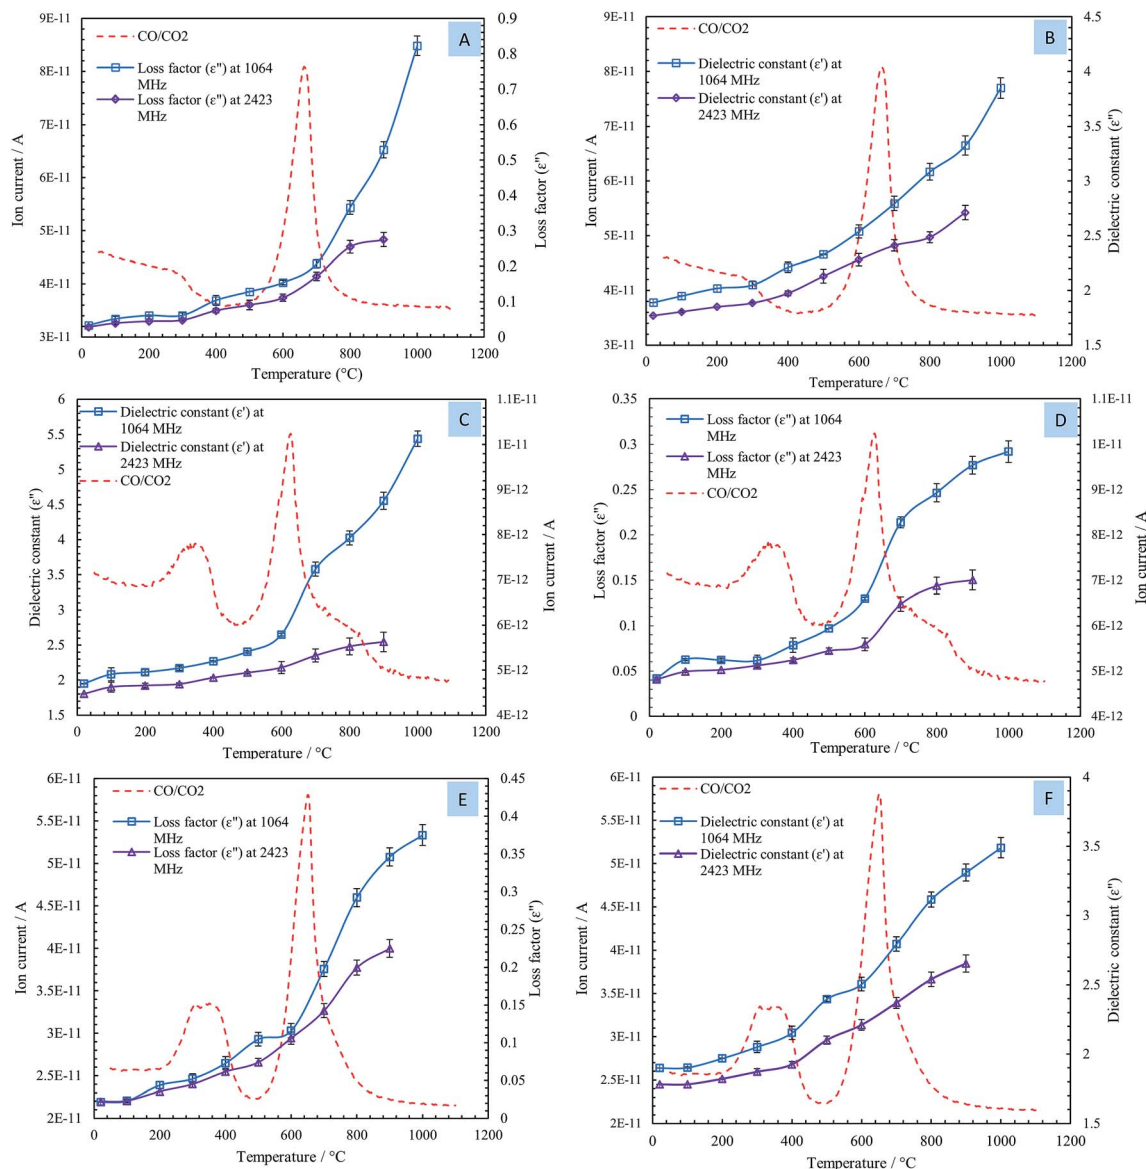 A
CO/CO2
Loss factor (ε") at 1064
MHz
Loss factor (ε") at 2423
MHz
Ion current / A
9E-11
8E-11
7E-11
6E-11
5E-11
4E-11
3E-11
0.9
0.8
0.7
0.6
0.5
0.4
0.3
0.2
0.1
0
Loss factor (ε")
0 200 400 600 800 1000 1200
Temperature (°C)
B
CO/CO2
Dielectric constant (ε') at
1064 MHz
Dielectric constant (ε') at
2423 MHz
Ion current / A
9E-11
8E-11
7E-11
6E-11
5E-11
4E-11
3E-11
4.5
4
3.5
3
2.5
2
1.5
Dielectric constant (ε")
0 200 400 600 800 1000 1200
Temperature / °C
C
Dielectric constant (ε') at
1064 MHz
Dielectric constant (ε') at
2423 MHz
CO/CO2
Dielectric constant (ε")
6
5.5
5
4.5
4
3.5
3
2.5
2
1.5
1.1E-11
1E-11
9E-12
8E-12
7E-12
6E-12
5E-12
4E-12
Ion current / A
0 200 400 600 800 1000 1200
Temperature / °C
D
Loss factor (ε") at 1064
MHz
Loss factor (ε") at 2423
MHz
CO/CO2
Loss factor (ε")
0.35
0.3
0.25
0.2
0.15
0.1
0.05
0
1.1E-11
1E-11
9E-12
8E-12
7E-12
6E-12
5E-12
4E-12
Ion current / A
0 200 400 600 800 1000 1200
Temperature / °C
E
CO/CO2
Loss factor (ε") at 1064
MHz
Loss factor (ε") at 2423
MHz
Ion current / A
6E-11
5.5E-11
5E-11
4.5E-11
4E-11
3.5E-11
3E-11
2.5E-11
2E-11
0.45
0.4
0.35
0.3
0.25
0.2
0.15
0.1
0.05
0
Loss factor (ε")
0 200 400 600 800 1000 1200
Temperature / °C
F
CO/CO2
Dielectric constant (ε') at
1064 MHz
Dielectric constant (ε') at
2423 MHz
Ion current / A
6E-11
5.5E-11
5E-11
4.5E-11
4E-11
3.5E-11
3E-11
2.5E-11
2E-11
4
3.5
3
2.5
2
1.5
Dielectric constant (ε")
0 200 400 600 800 1000 1200
Temperature / °C